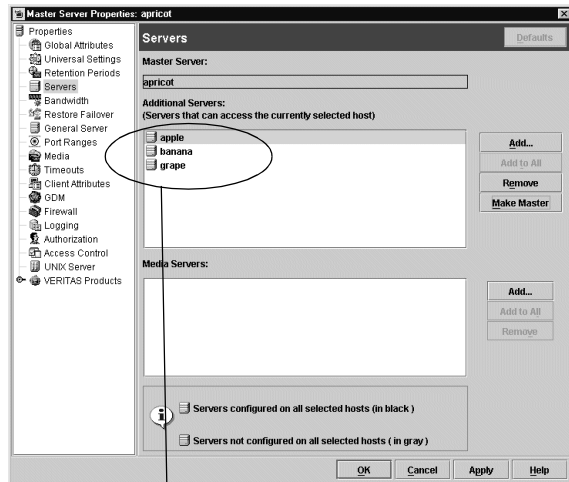 Master Server Properties: apricot
Properties
Global Attributes
Universal Settings
Retention Periods
Servers
Bandwidth
Restore Failover
General Server
Port Ranges
Media
Timeouts
Client Attributes
GDM
Firewall
Logging
Authorization
Access Control
UNIX Server
VERITAS Products
Servers
Defaults
Master Server:
apricot
Additional Servers:
(Servers that can access the currently selected host)
apple
banana
grape
Add...
Add to All
Remove
Make Master
Media Servers:
Add...
Add to All
Remove
Servers configured on all selected hosts (in black )
Servers not configured on all selected hosts ( in gray )
OK
Cancel
Apply
Help